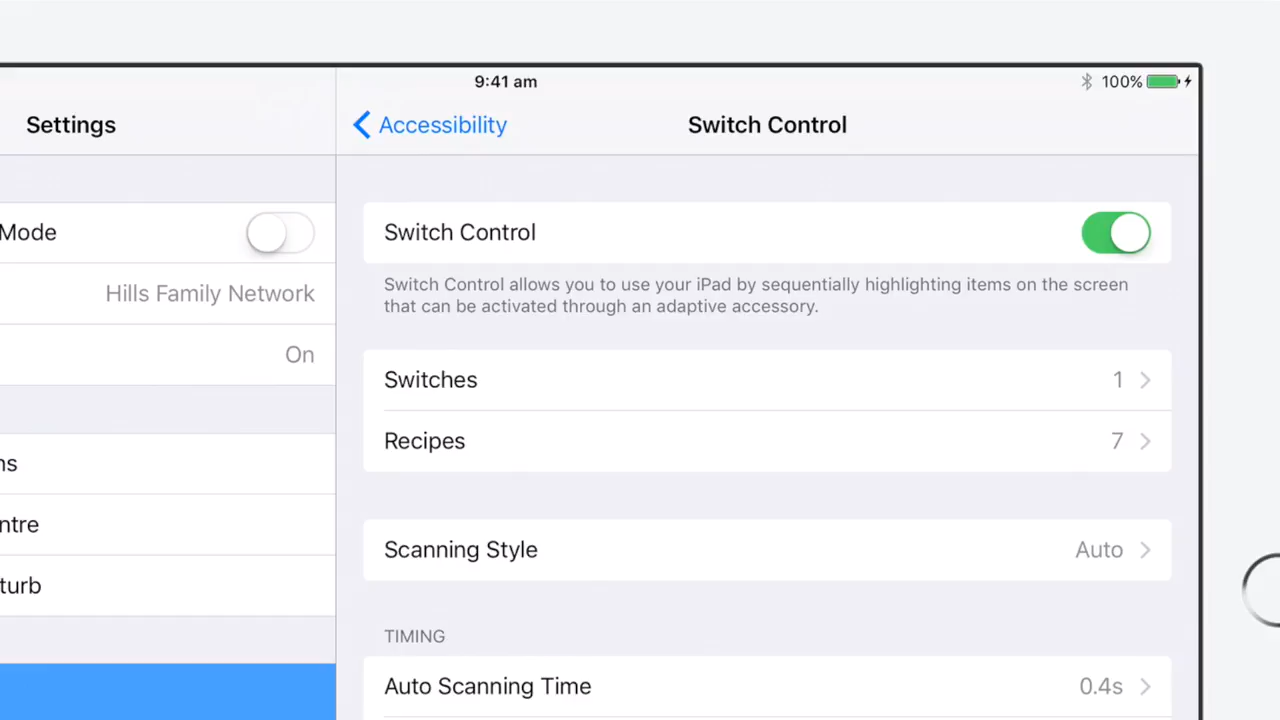 9:41 am
100%
Settings
Accessibility
Switch Control
Mode
Hills Family Network
On
ns
ntre
turb
Switch Control
Switch Control allows you to use your iPad by sequentially highlighting items on the screen
that can be activated through an adaptive accessory.
Switches 1
Recipes 7
Scanning Style Auto
TIMING
Auto Scanning Time 0.4s